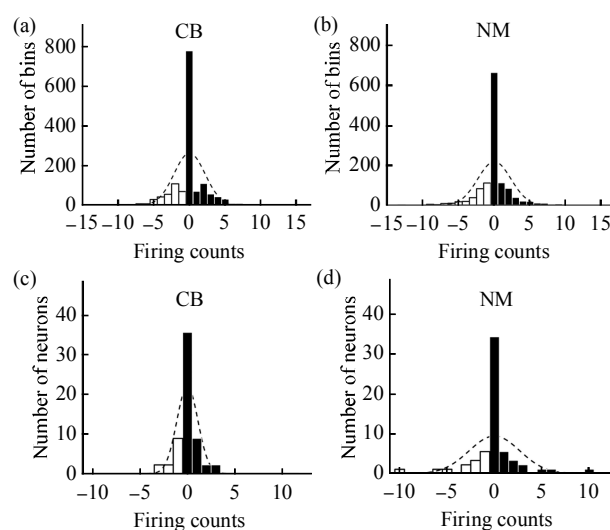 (a) CB
Number of bins
800
600
400
200
0
−15 −10 −5 0 5 10 15
Firing counts
(b) NM
Number of bins
800
600
400
200
0
−15 −10 −5 0 5 10 15
Firing counts
(c) CB
Number of neurons
40
30
20
10
0
−10 −5 0 5 10
Firing counts
(d) NM
Number of neurons
40
30
20
10
0
−10 −5 0 5 10
Firing counts